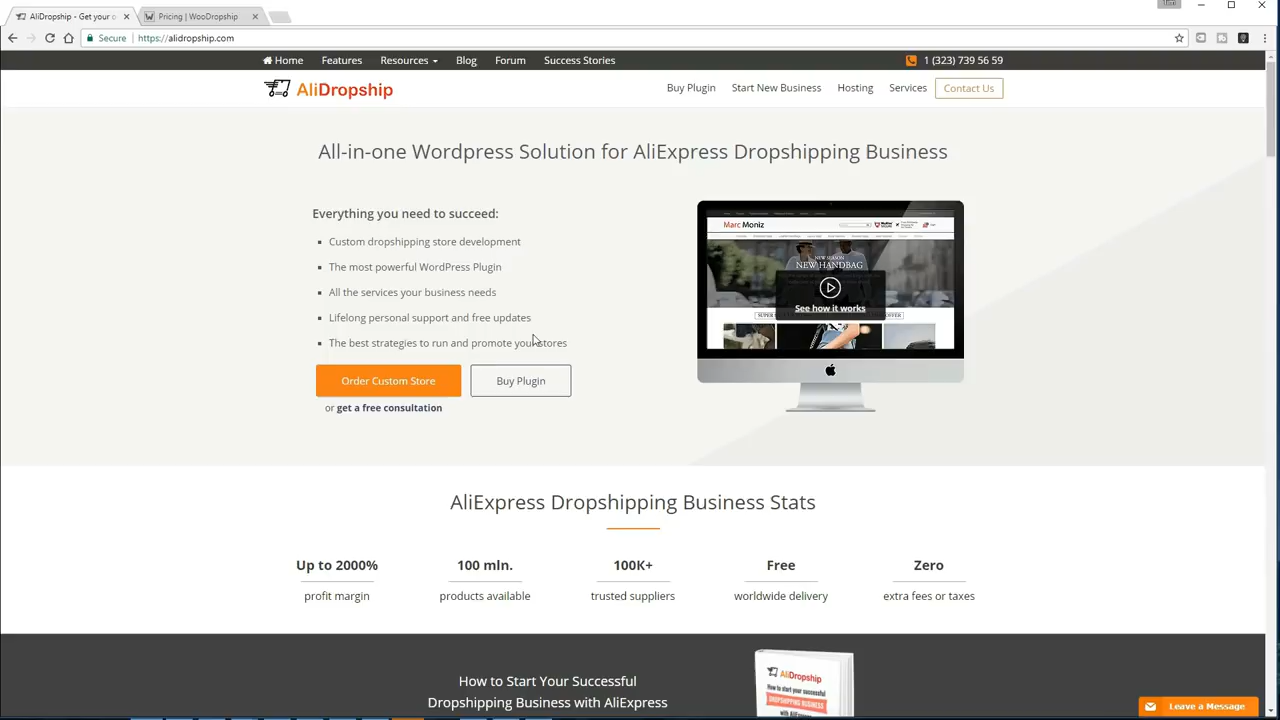 AliDropship - Get your o
Pricing | WooDropship
Secure
https://alidropship.com
Home Features Resources Blog Forum Success Stories
1 (323) 739 56 59
AliDropship
Buy Plugin Start New Business Hosting Services Contact Us
All-in-one Wordpress Solution for AliExpress Dropshipping Business
Everything you need to succeed:
Custom dropshipping store development
The most powerful WordPress Plugin
All the services your business needs
Lifelong personal support and free updates
The best strategies to run and promote your stores
Order Custom Store
Buy Plugin
or get a free consultation
Marc Moniz
NEW SEASON
NEW HANDBAG
See how it works
AliExpress Dropshipping Business Stats
Up to 2000% 100 mln. 100K+ Free Zero
profit margin products available trusted suppliers worldwide delivery extra fees or taxes
How to Start Your Successful
Dropshipping Business with AliExpress
AliDropship
How to start your successful
DROPSHIPPING BUSINESS
Leave a Message